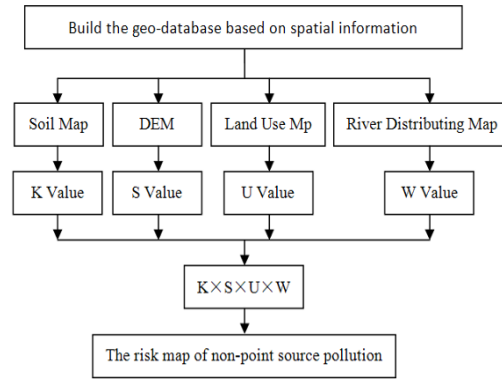 Build the geo-database based on spatial information
Soil Map
DEM
Land Use Mp
River Distributing Map
K Value
S Value
U Value
W Value
K×S×U×W
The risk map of non-point source pollution